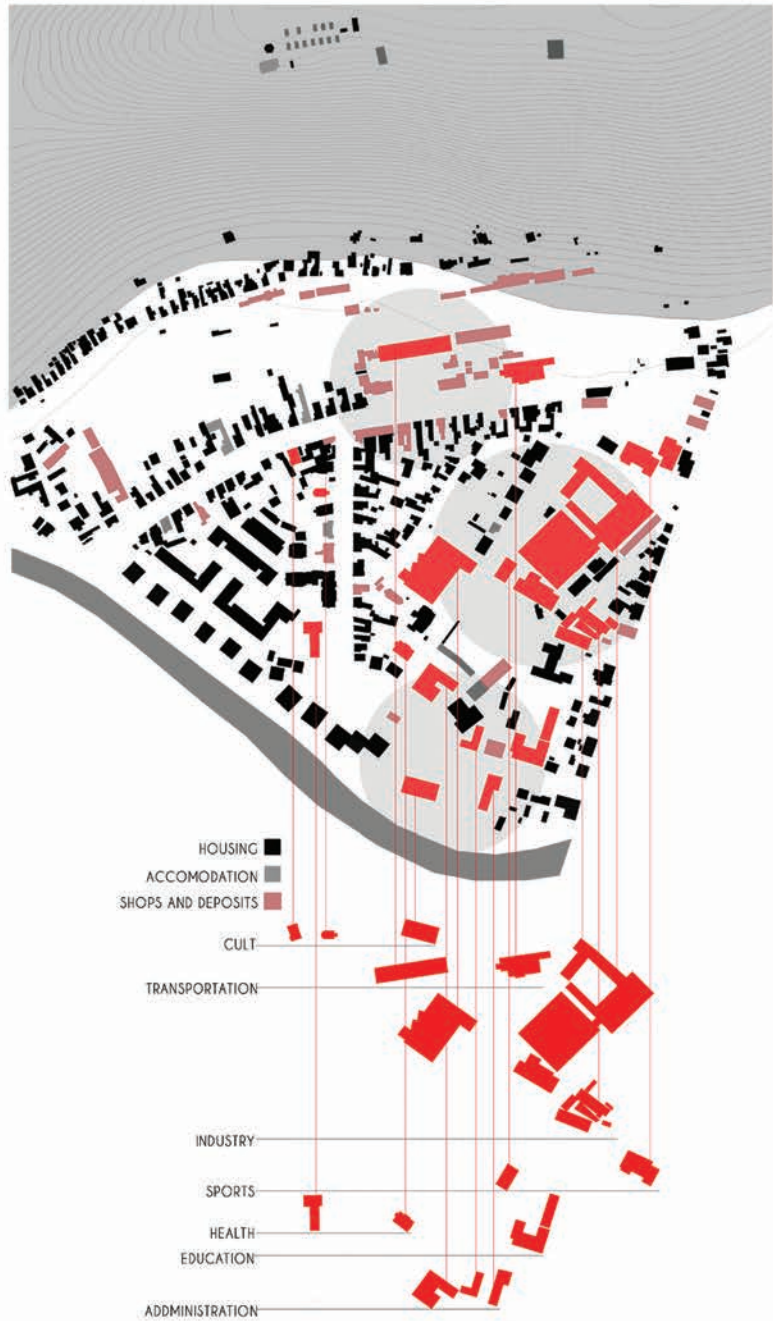 HOUSING
ACCOMODATION
SHOPS AND DEPOSITS
CULT
TRANSPORTATION
INDUSTRY
SPORTS
HEALTH
EDUCATION
ADDMINISTRATION